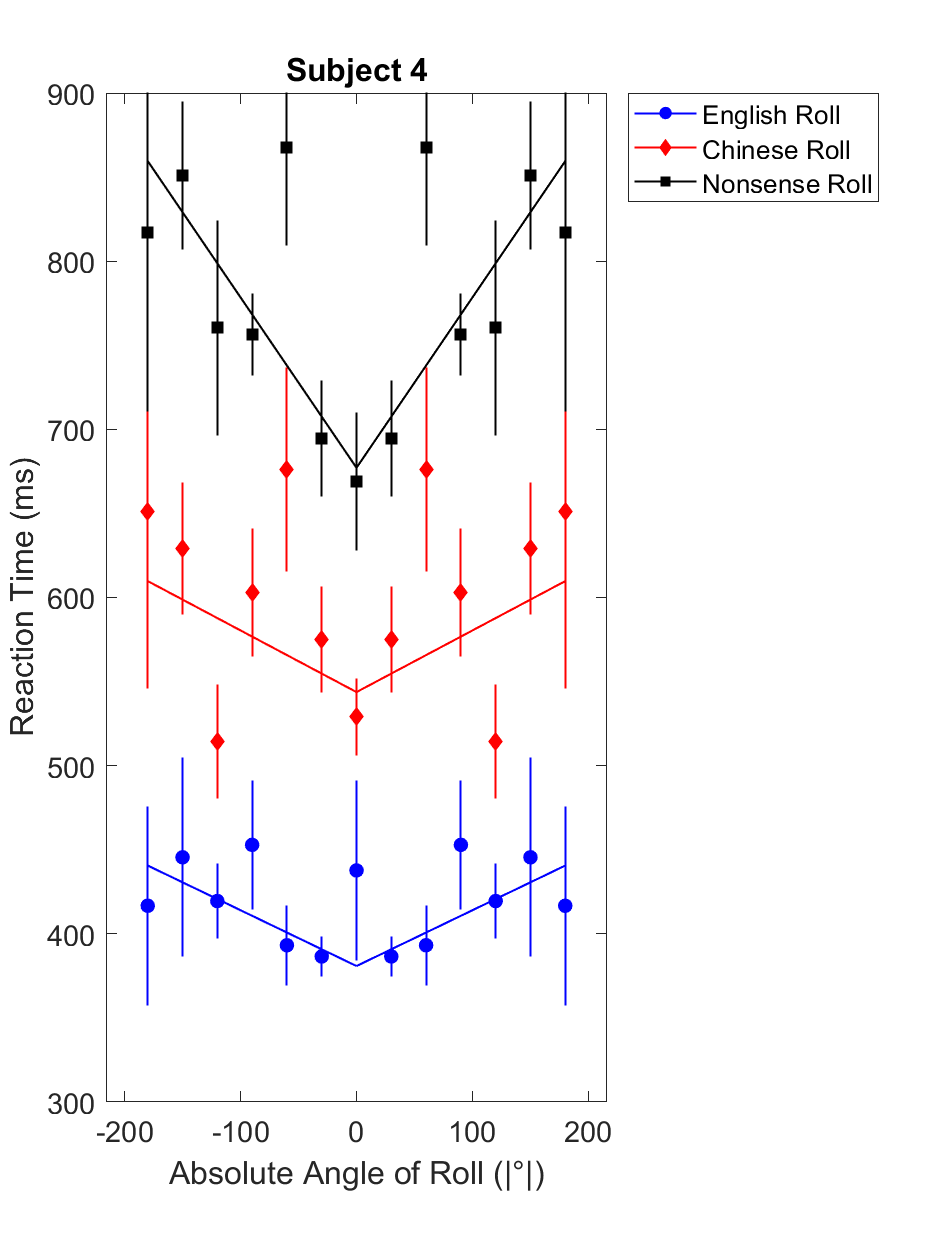 Subject 4
900
800
700
600
500
400
300
-200 -100 0 100 200
Reaction Time (ms)
Absolute Angle of Roll (|°|)
English Roll
Chinese Roll
Nonsense Roll